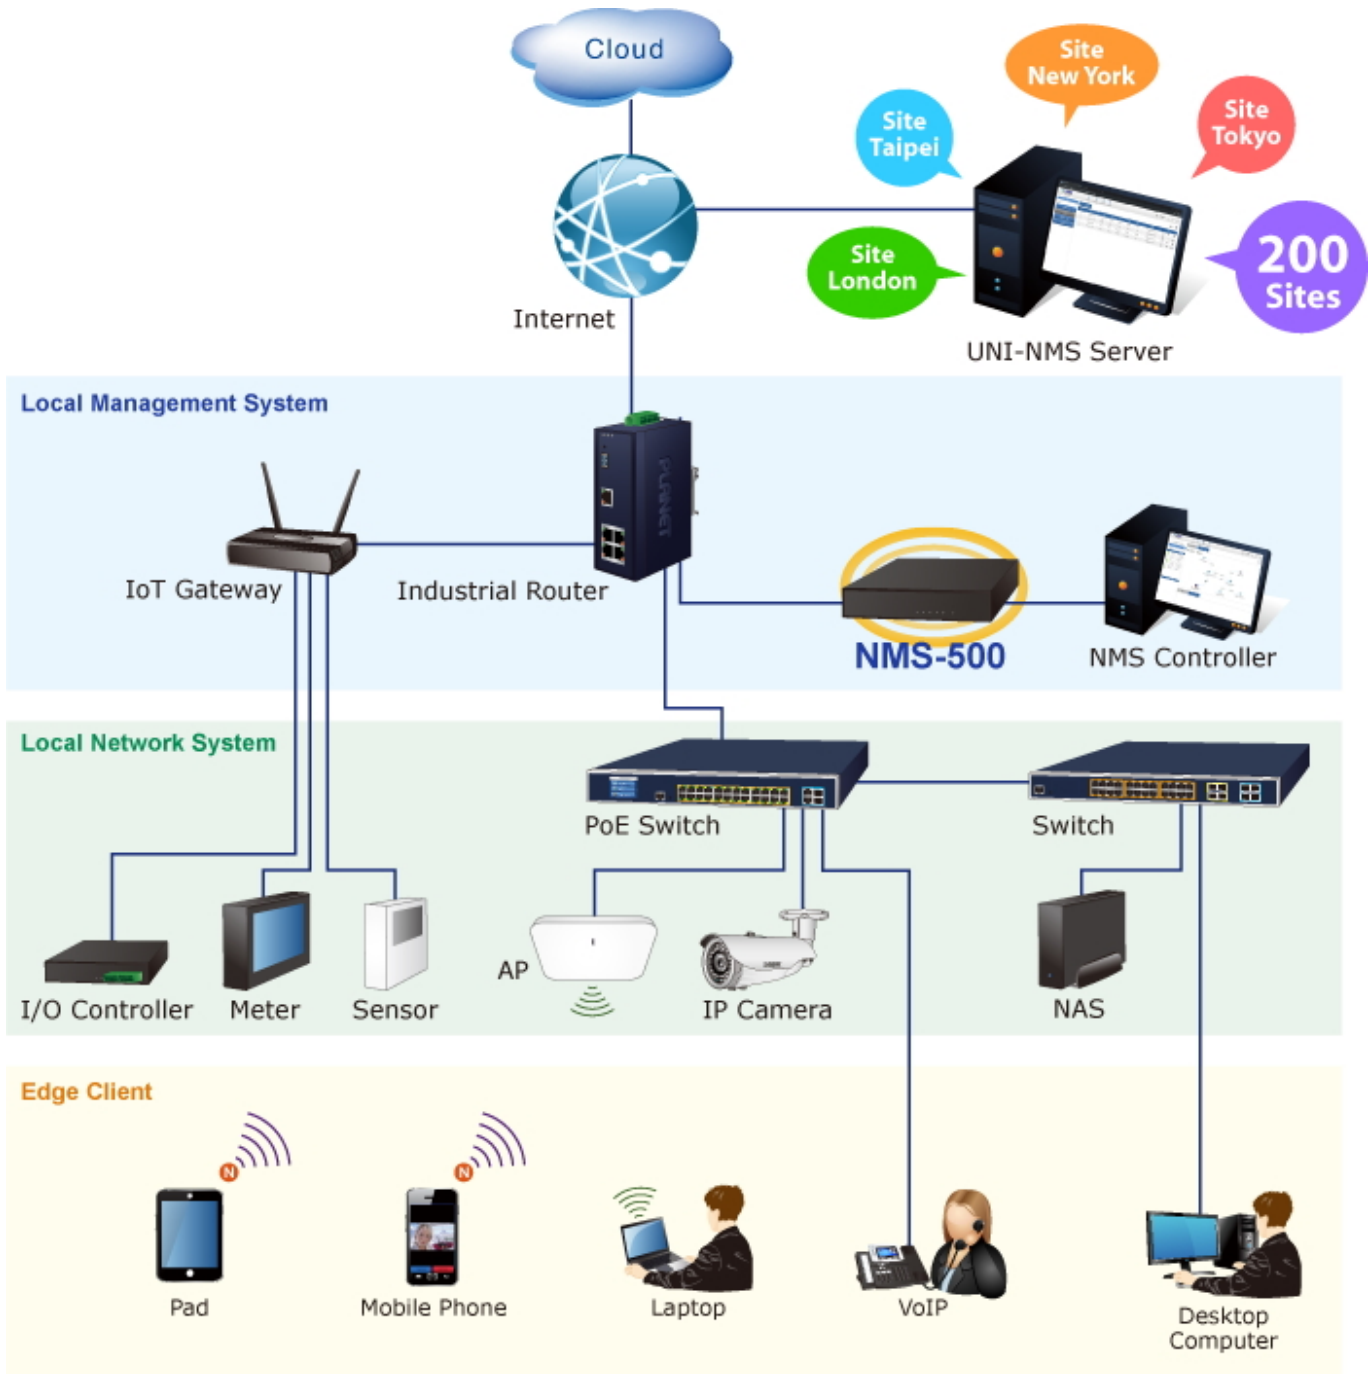 Cloud
Site
New York
Site
Taipei
Site
Tokyo
Site
London
200
Sites
Internet
UNI-NMS Server
Local Management System
PLANET
IoT Gateway
Industrial Router
NMS-500
NMS Controller
Local Network System
PoE Switch
Switch
AP
I/O Controller
Meter
Sensor
IP Camera
NAS
Edge Client
N
N
Pad
Mobile Phone
Laptop
VoIP
Desktop
Computer